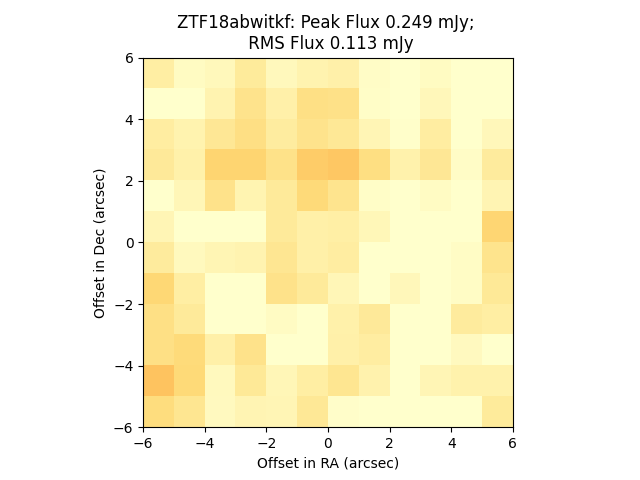 ZTF18abwitkf: Peak Flux 0.249 mJy;
RMS Flux 0.113 mJy
6
4
2
0
−2
−4
−6
Offset in Dec (arcsec)
−6 −4 −2 0 2 4 6
Offset in RA (arcsec)